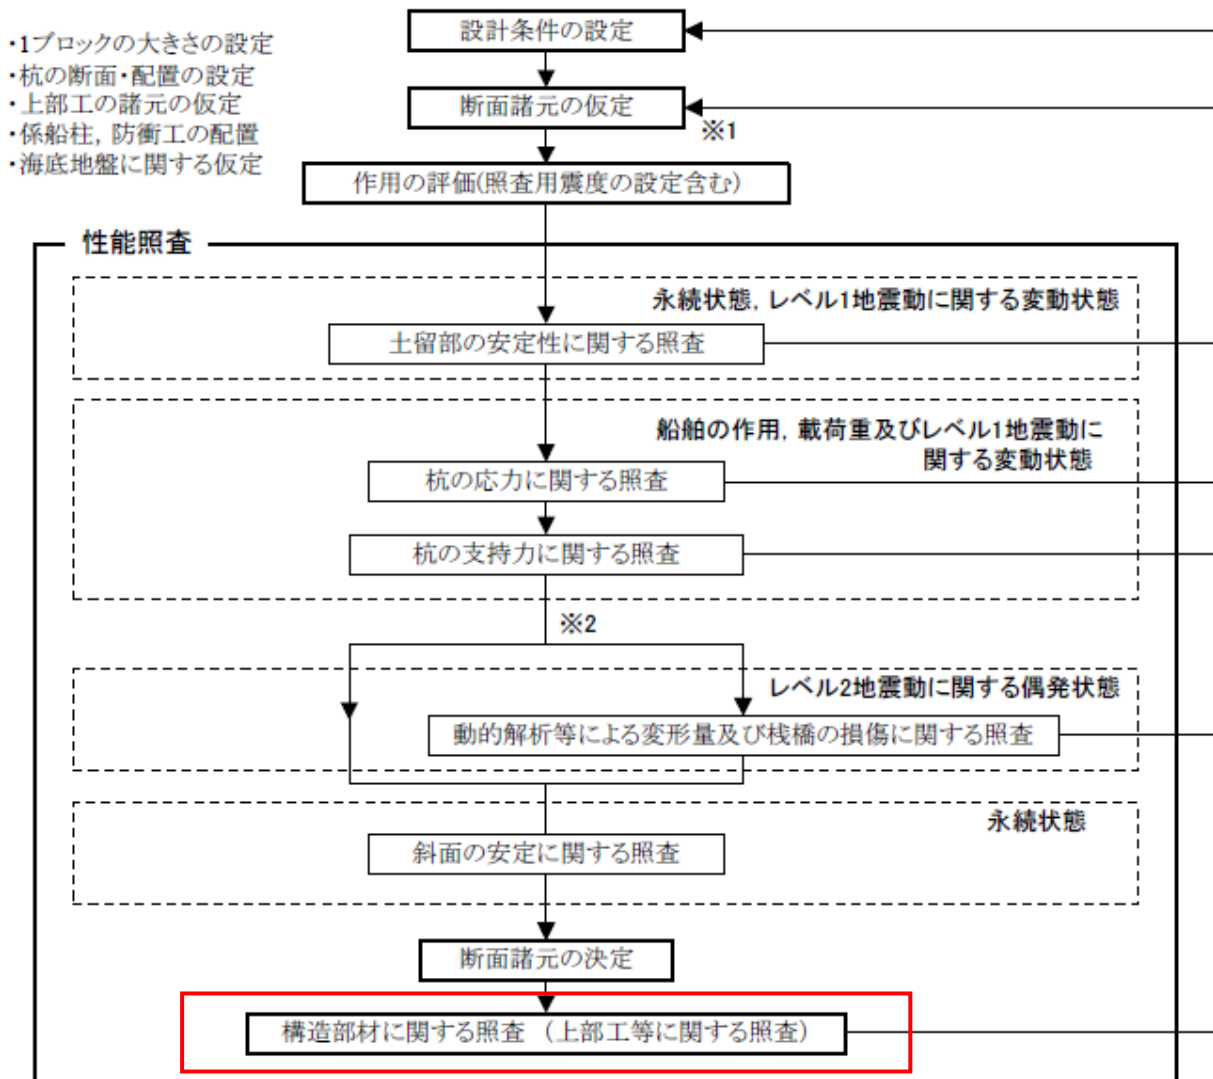 設計条件の設定
・1ブロックの大きさの設定
・杭の断面・配置の設定
・上部工の諸元の仮定
・係船柱, 防衝工の配置
・海底地盤に関する仮定
断面諸元の仮定
※1
作用の評価(照査用震度の設定含む)
性能照査
永続状態, レベル1地震動に関する変動状態
土留部の安定性に関する照査
船舶の作用, 載荷重及びレベル1地震動に
関する変動状態
杭の応力に関する照査
杭の支持力に関する照査
※2
レベル2地震動に関する偶発状態
動的解析等による変形量及び桟橋の損傷に関する照査
永続状態
斜面の安定に関する照査
断面諸元の決定
構造部材に関する照査 (上部工等に関する照査)